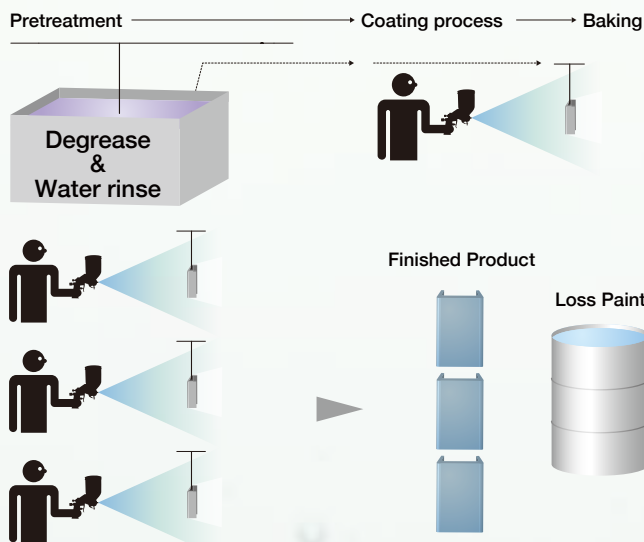 Pretreatment
Coating process
Baking
Degrease
&
Water rinse
Finished Product
Loss Paint